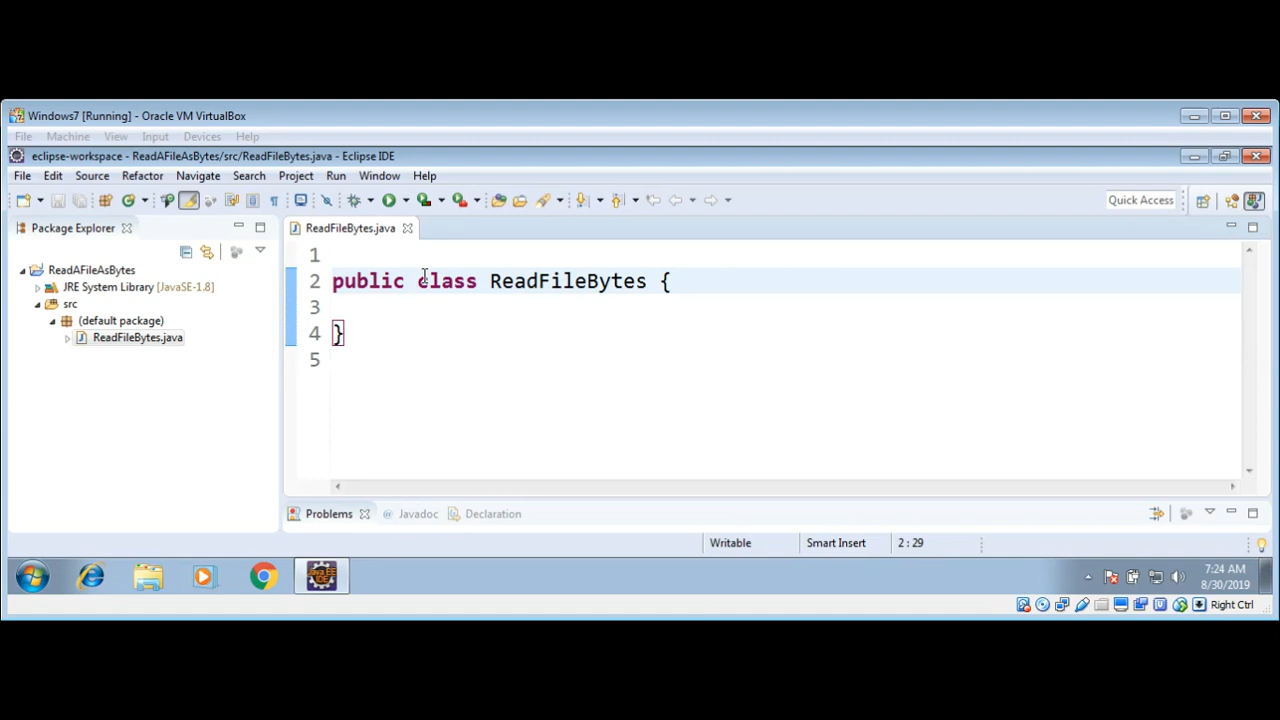 Windows7 [Running] - Oracle VM VirtualBox
File Machine View Input Devices Help
eclipse-workspace - ReadAFileAsBytes/src/ReadFileBytes.java - Eclipse IDE
File Edit Source Refactor Navigate Search Project Run Window Help
Quick Access
Package Explorer
ReadAFileAsBytes
JRE System Library [JavaSE-1.8]
src
(default package)
ReadFileBytes.java
ReadFileBytes.java
1
2 public class ReadFileBytes {
3
4 }
5
Problems @ Javadoc Declaration
Writable Smart Insert 2 : 29
Java EE
IDE
7:24 AM
8/30/2019
Right Ctrl